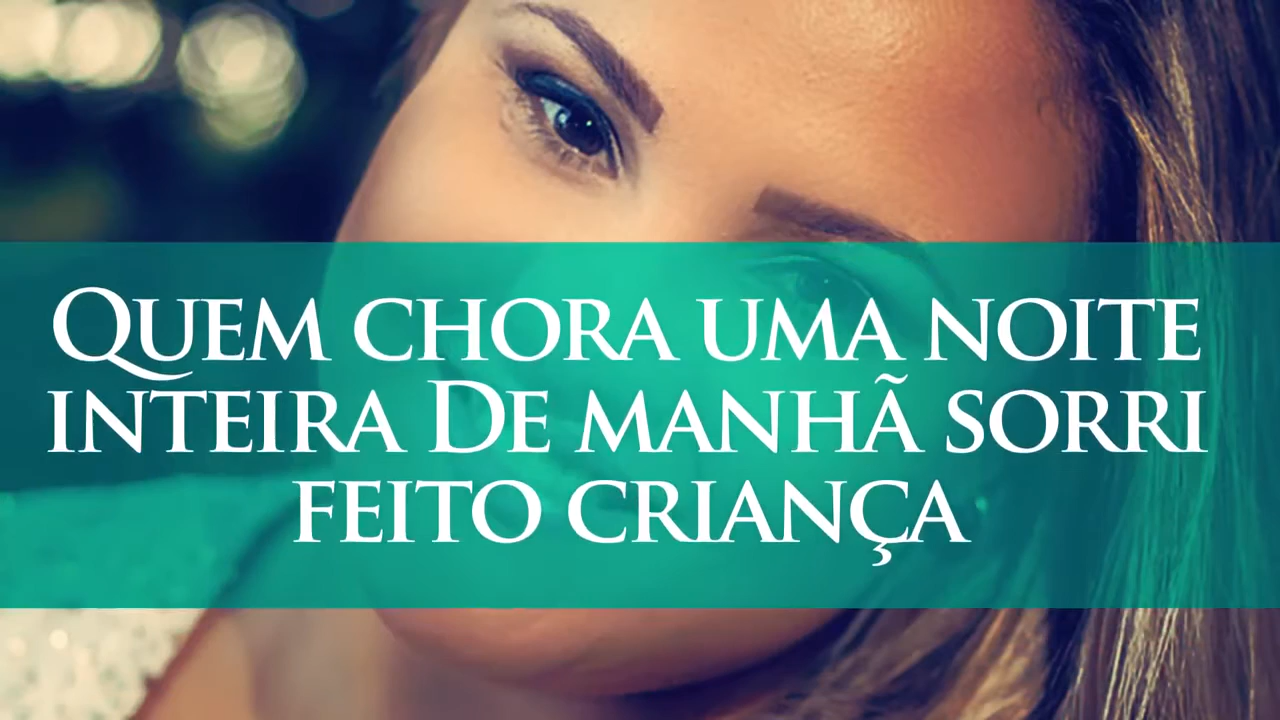 Quem chora uma noite
inteira De manhã sorri
feito criança